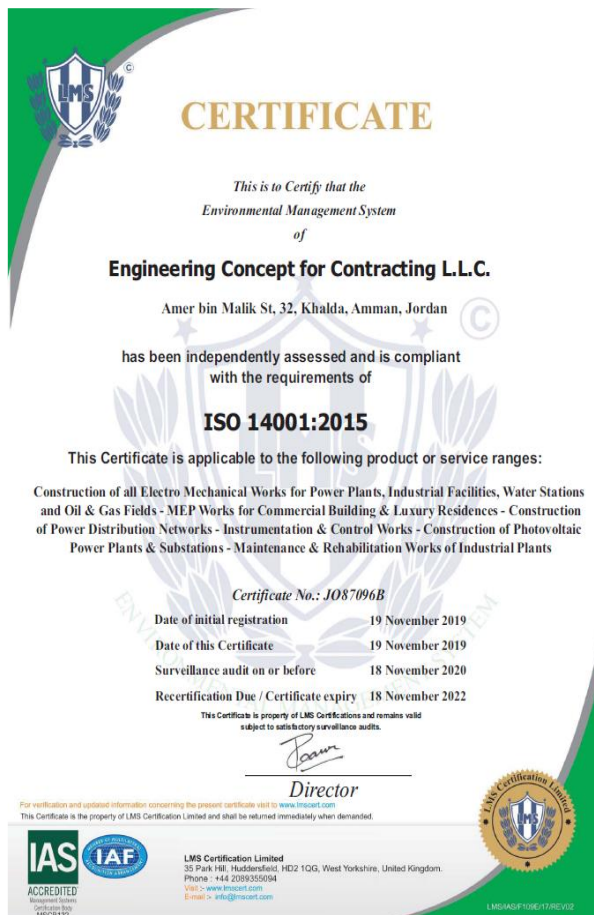 LMS
©
CERTIFICATE
This is to Certify that the
Environmental Management System
of
Engineering Concept for Contracting L.L.C.
Amer bin Malik St, 32, Khalda, Amman, Jordan
©
has been independently assessed and is compliant
with the requirements of
LMS
ISO 14001:2015
This Certificate is applicable to the following product or service ranges:
Construction of all Electro Mechanical Works for Power Plants, Industrial Facilities, Water Stations
and Oil & Gas Fields - MEP Works for Commercial Building & Luxury Residences - Construction
of Power Distribution Networks - Instrumentation & Control Works - Construction of Photovoltaic
Power Plants & Substations - Maintenance & Rehabilitation Works of Industrial Plants
Certificate No.: JO87096B
Date of initial registration 19 November 2019
Date of this Certificate 19 November 2019
Surveillance audit on or before 18 November 2020
Recertification Due / Certificate expiry 18 November 2022
ENVIRONMENTAL MANAGEMENT SYSTEM
This Certificate is property of LMS Certifications and remains valid
subject to satisfactory surveillance audits.
Director
For verification and updated information concerning the present certificate visit to www.lmscert.com
This Certificate is the property of LMS Certification Limited and shall be returned immediately when demanded.
IAS
ACCREDITED
Management Systems
Certification Body
MSCB130
IAF
LMS Certification Limited
35 Park Hill, Huddersfield, HD2 1QG, West Yorkshire, United Kingdom.
Phone : +44 2089355094
Visit :- www.lmscert.com
E-mail :- info@lmscert.com
LMS Certification Limited
LMS
LMS4AS/F109E/17/REV02